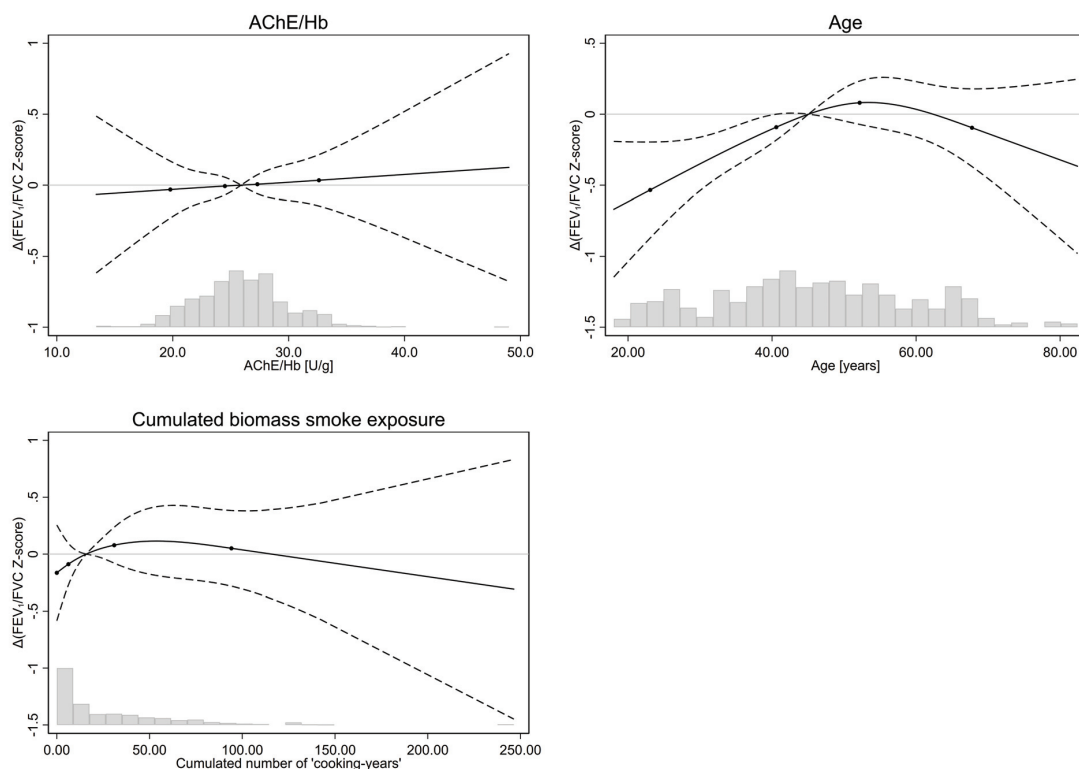 AChE/Hb
Δ(FEV₁/FVC Z-score)
1
.5
0
-.5
-1
10.0 20.0 30.0 40.0 50.0
AChE/Hb [U/g]
Age
Δ(FEV₁/FVC Z-score)
.5
0
-.5
-1
-1.5
20.00 40.00 60.00 80.00
Age [years]
Cumulated biomass smoke exposure
Δ(FEV₁/FVC Z-score)
1
.5
0
-.5
-1
-1.5
0.00 50.00 100.00 150.00 200.00 250.00
Cumulated number of 'cooking-years'